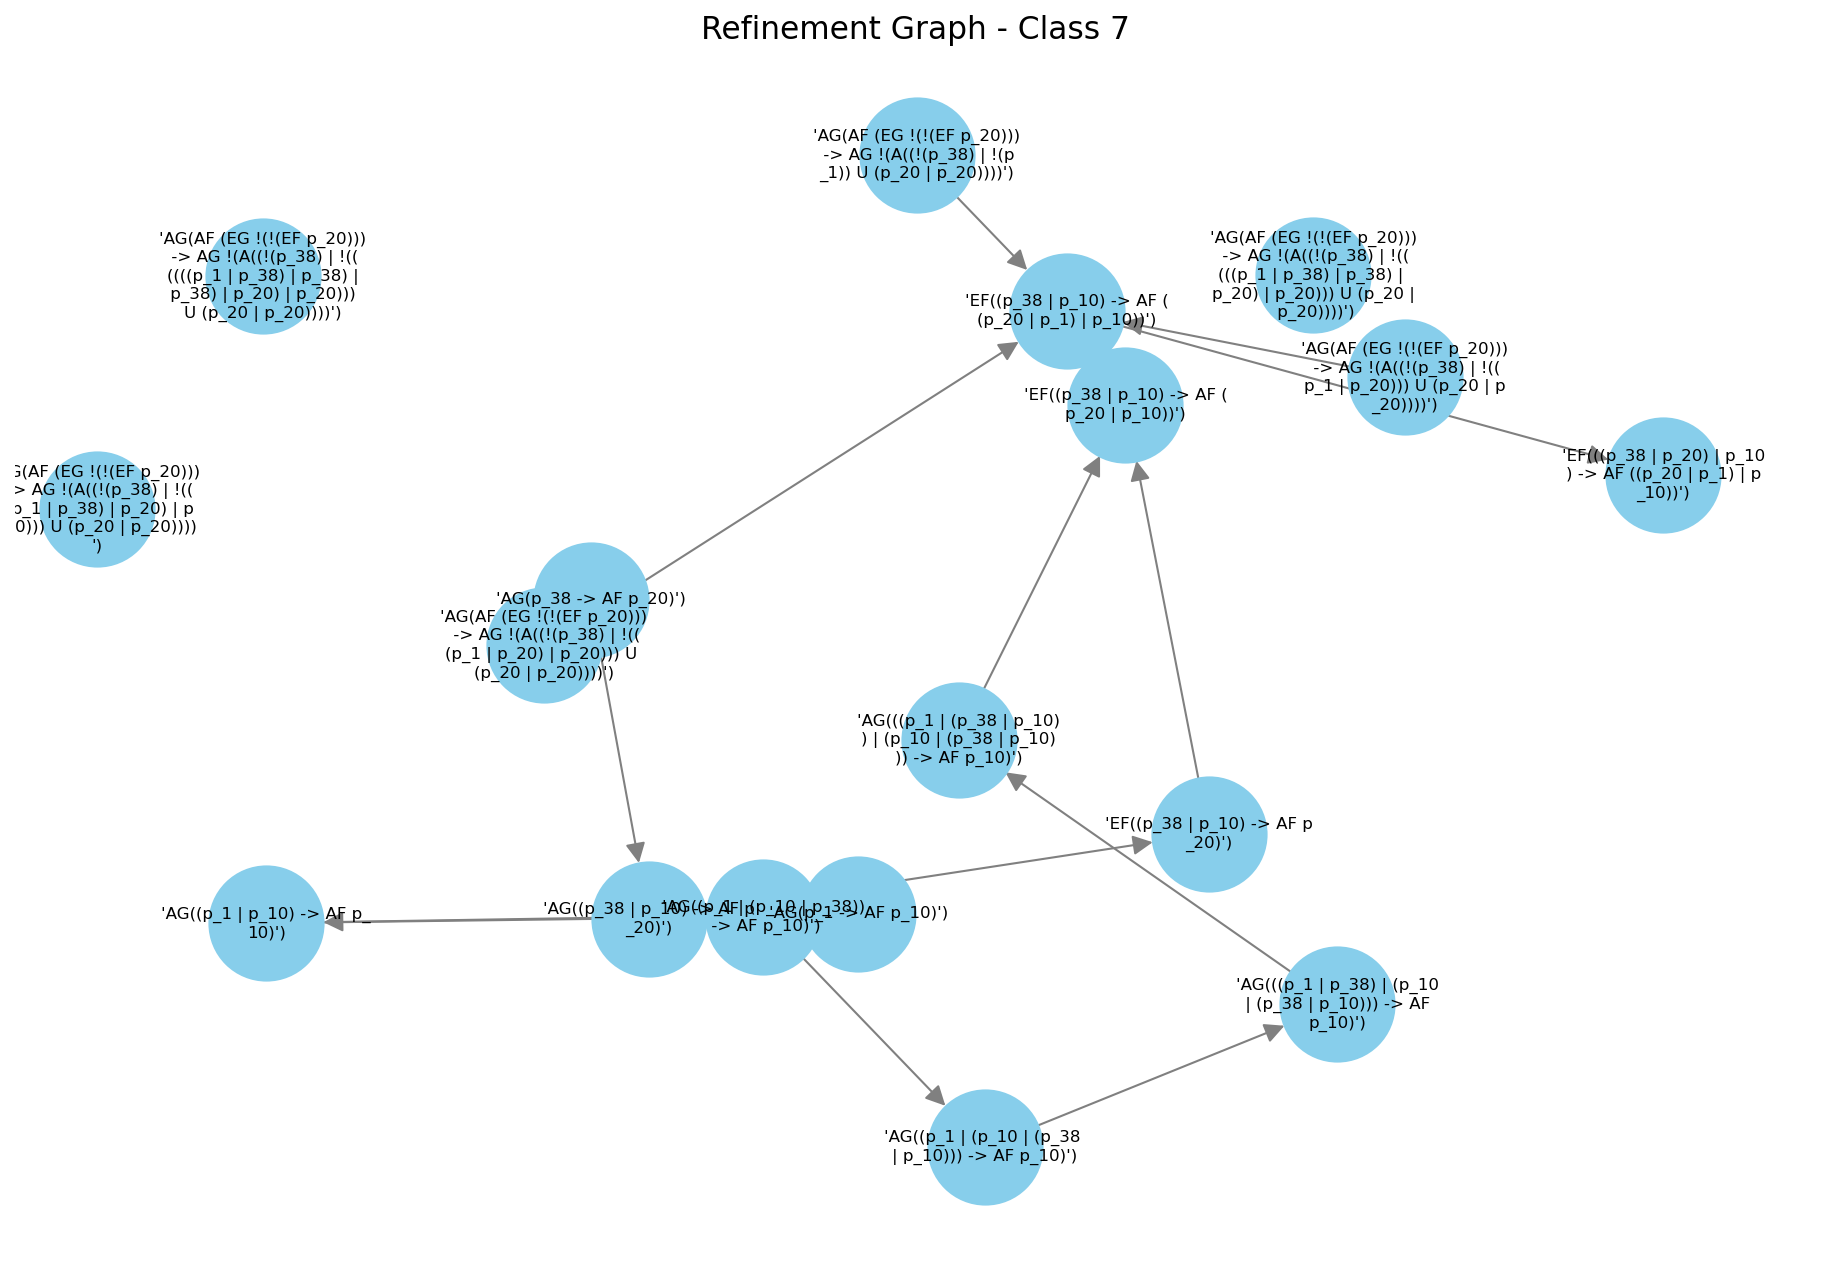 Refinement Graph - Class 7
'AG(AF (EG !(!(EF p_20)))
-> AG !(A((!(p_38) | !(p
_1)) U (p_20 | p_20))))')
'AG(AF (EG !(!(EF p_20)))
-> AG !(A((!(p_38) | !((
((((p_1 | p_38) | p_38) |
p_38) | p_20) | p_20)))
U (p_20 | p_20))))')
'AG(AF (EG !(!(EF p_20)))
-> AG !(A((!(p_38) | !((
(((p_1 | p_38) | p_38) |
p_20) | p_20))) U (p_20 |
p_20))))')
'EF((p_38 | p_10) -> AF (
(p_20 | p_1) | p_10))')
'AG(AF (EG !(!(EF p_20)))
-> AG !(A((!(p_38) | !((
p_1 | p_20))) U (p_20 | p
_20))))')
'EF((p_38 | p_10) -> AF (
p_20 | p_10))')
'EF(((p_38 | p_20) | p_10
) -> AF ((p_20 | p_1) | p
_10))')
G(AF (EG !(!(EF p_20)))
> AG !(A((!(p_38) | !((
p_1 | p_38) | p_20) | p
0))) U (p_20 | p_20))))
')
'AG(p_38 -> AF p_20)')
'AG(AF (EG !(!(EF p_20)))
-> AG !(A((!(p_38) | !((
(p_1 | p_20) | p_20))) U
(p_20 | p_20))))')
'AG(((p_1 | (p_38 | p_10)
) | (p_10 | (p_38 | p_10)
)) -> AF p_10)')
'EF((p_38 | p_10) -> AF p
_20)')
'AG((p_1 | p_10) -> AF p_
10)')
'AG((p_38 | p_10) -> AF p
_20)')
'AG((p_1 | (p_10 | p_38))
-> AF p_10)')
'AG(p_1 -> AF p_10)')
'AG(((p_1 | p_38) | (p_10
| (p_38 | p_10))) -> AF
p_10)')
'AG((p_1 | (p_10 | (p_38
| p_10))) -> AF p_10)')